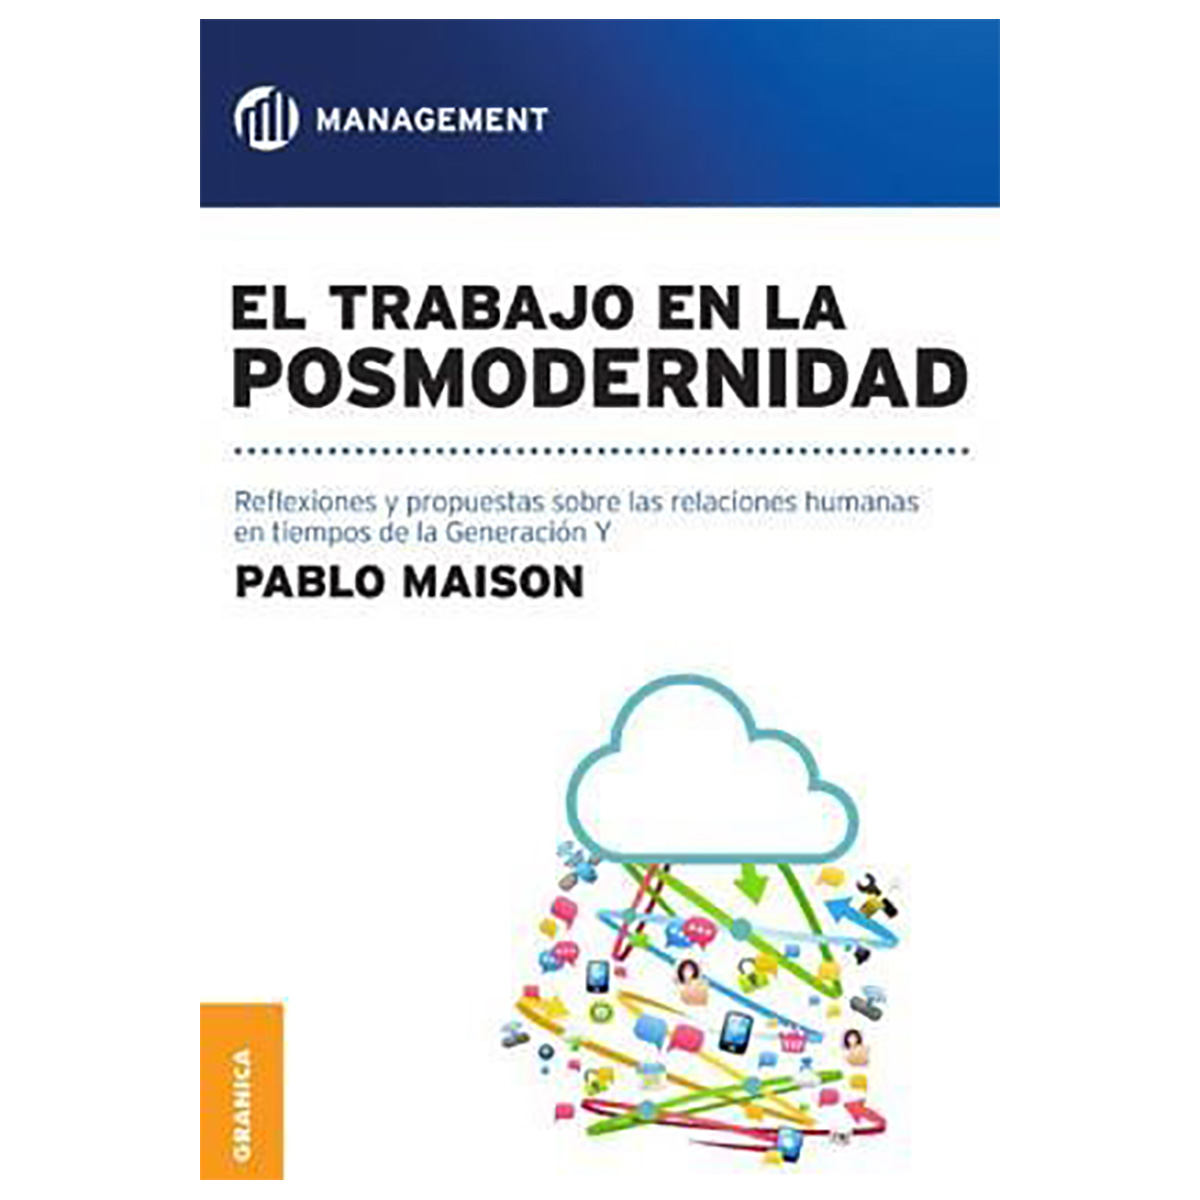 MANAGEMENT
EL TRABAJO EN LA
POSMODERNIDAD
Reflexiones y propuestas sobre las relaciones humanas
en tiempos de la Generación Y
PABLO MAISON
GRANICA